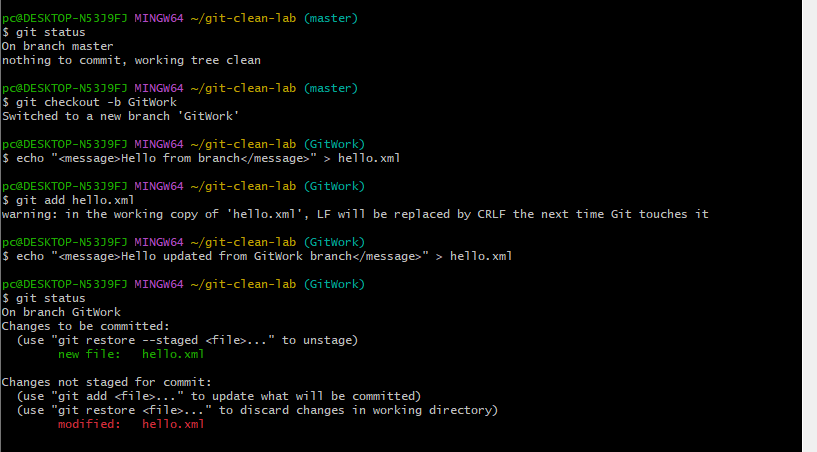 pc@DESKTOP-N53J9FJ MINGW64 ~/git-clean-lab (master)
$ git status
On branch master
nothing to commit, working tree clean
pc@DESKTOP-N53J9FJ MINGW64 ~/git-clean-lab (master)
$ git checkout -b GitWork
Switched to a new branch 'GitWork'
pc@DESKTOP-N53J9FJ MINGW64 ~/git-clean-lab (GitWork)
$ echo "<message>Hello from branch</message>" > hello.xml
pc@DESKTOP-N53J9FJ MINGW64 ~/git-clean-lab (GitWork)
$ git add hello.xml
warning: in the working copy of 'hello.xml', LF will be replaced by CRLF the next time Git touches it
pc@DESKTOP-N53J9FJ MINGW64 ~/git-clean-lab (GitWork)
$ echo "<message>Hello updated from GitWork branch</message>" > hello.xml
pc@DESKTOP-N53J9FJ MINGW64 ~/git-clean-lab (GitWork)
$ git status
On branch GitWork
Changes to be committed:
  (use "git restore --staged <file>..." to unstage)
        new file:   hello.xml
Changes not staged for commit:
  (use "git add <file>..." to update what will be committed)
  (use "git restore <file>..." to discard changes in working directory)
        modified:   hello.xml